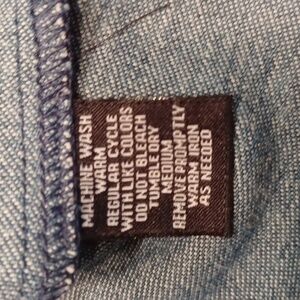 MACHINE WASH
WARM
REGULAR CYCLE
WITH LIKE COLORS
DO NOT BLEACH
TUMBLE DRY
MEDIUM
REMOVE PROMPTLY
WARM IRON
AS NEEDED